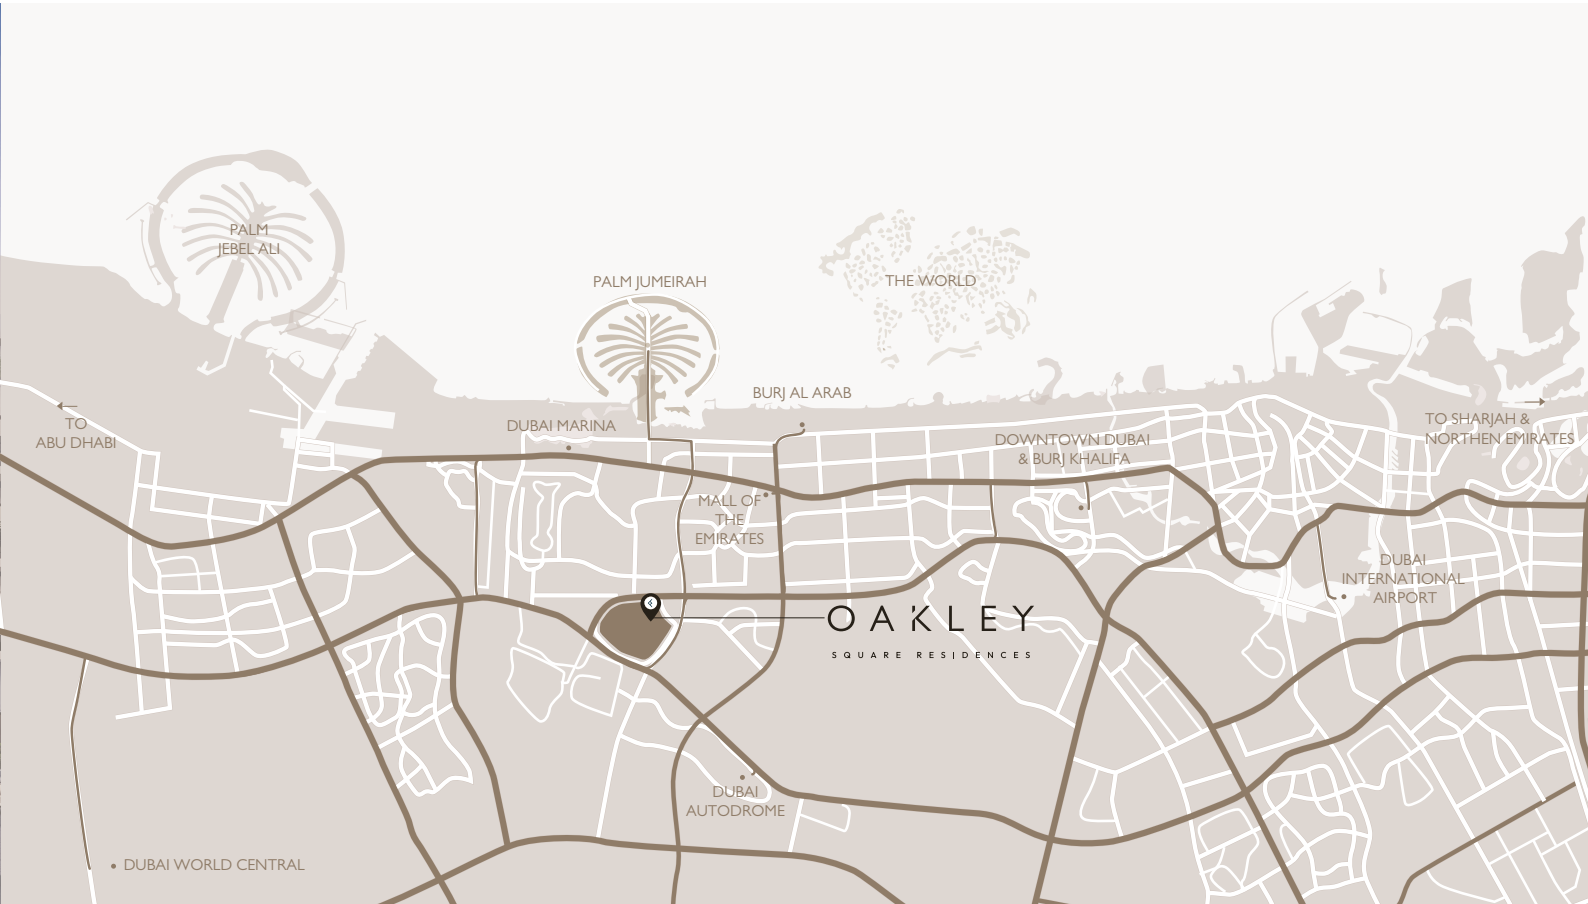 PALM
JEBEL ALI
PALM JUMEIRAH
THE WORLD
BURJ AL ARAB
TO
ABU DHABI
DUBAI MARINA
TO SHARJAH &
NORTHEN EMIRATES
DOWNTOWN DUBAI
& BURJ KHALIFA
MALL OF
THE
EMIRATES
DUBAI
INTERNATIONAL
AIRPORT
OAKLEY
SQUARE RESIDENCES
DUBAI
AUTODROME
DUBAI WORLD CENTRAL